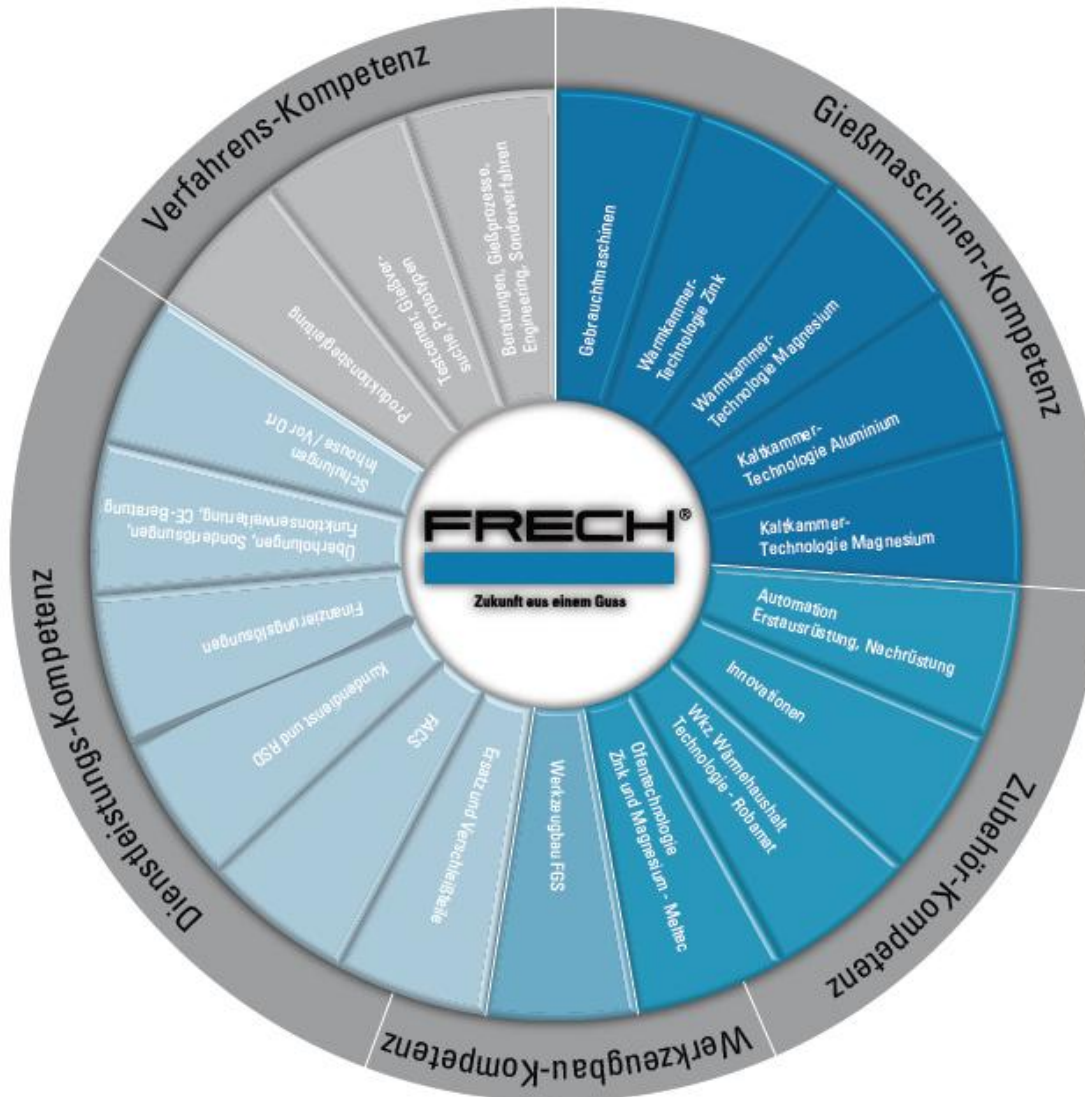 Verfahrens-Kompetenz
Gießmaschinen-Kompetenz
Zubehör-Kompetenz
Werkzeugbau-Kompetenz
Dienstleistungs-Kompetenz
Gebrauchtmaschinen
Warmkammer-
Technologie Zink
Warmkammer-
Technologie Magnesium
Kaltkammer-
Technologie Aluminium
Kaltkammer-
Technologie Magnesium
Automation
Erstausrüstung, Nachrüstung
Innovationen
Wkz. Wärmehaushalt
Technologie - Robamat
Ofentechnologie
Zink und Magnesium - Meltec
Werkzeugbau FGS
Ersatz und Verschleißteile
FACS
Kundendienst und RSD
Finanzierungslösungen
Überholungen, Sonderlösungen,
Funktionserweiterung, CE-Beratung
Schulungen
Inhouse / Vor Ort
Produktionsbegleitung
Testcenter, Gießver-
suche, Prototypen
Beratungen, Gießprozesse,
Engineering, Sonderverfahren
FRECH®
Zukunft aus einem Guss